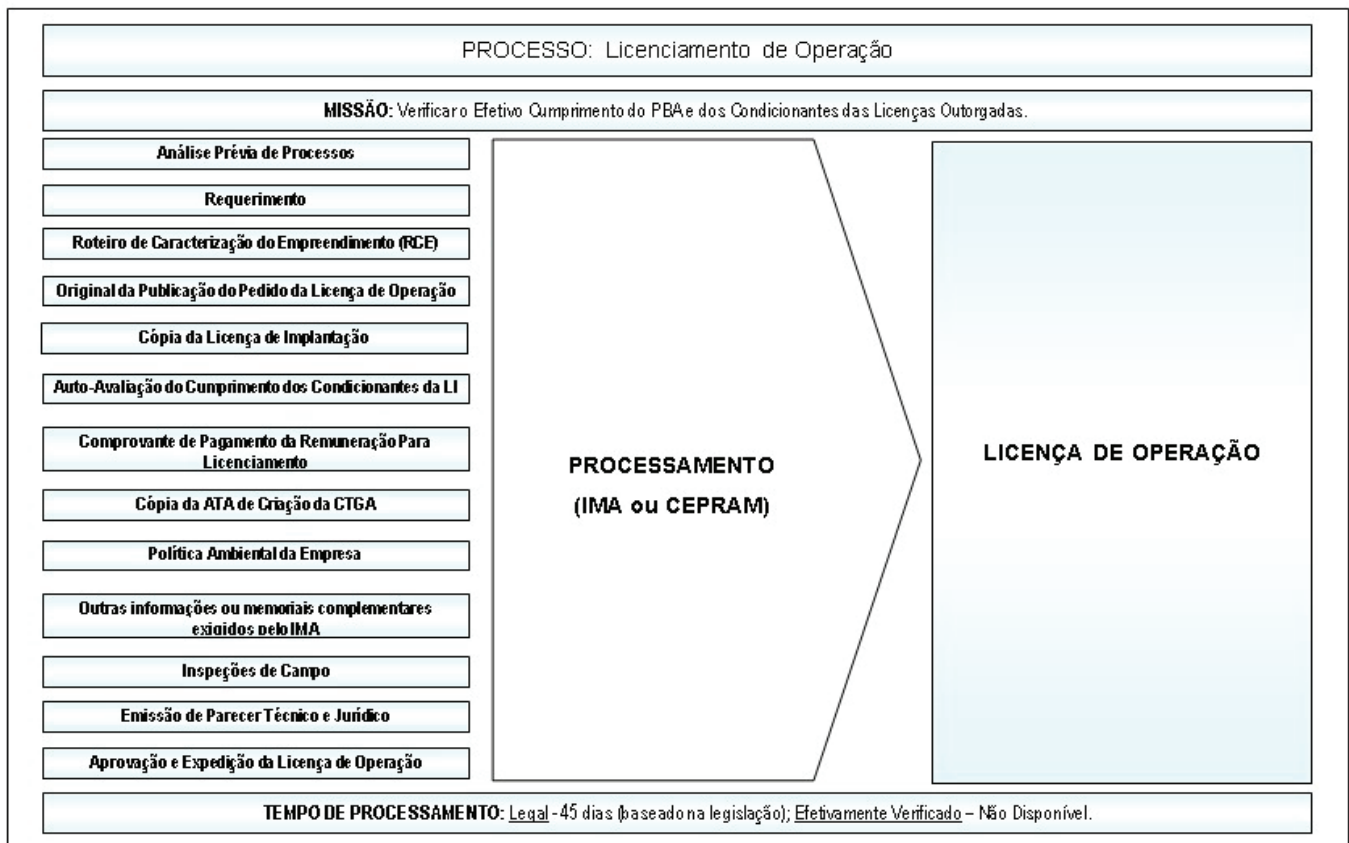 PROCESSO: Licenciamento de Operação
MISSÃO: Verificar o Efetivo Cumprimento do PBA e dos Condicionantes das Licenças Outorgadas.
Análise Prévia de Processos
Requerimento
Roteiro de Caracterização do Empreendimento (RCE)
Original da Publicação do Pedido da Licença de Operação
Cópia da Licença de Implantação
Auto-Avaliação do Cumprimento dos Condicionantes da LI
Comprovante de Pagamento da Remuneração Para
Licenciamento
Cópia da ATA de Criação da CTGA
Política Ambiental da Empresa
Outras informações ou memoriais complementares
exigidos pelo IMA
Inspeções de Campo
Emissão de Parecer Técnico e Jurídico
Aprovação e Expedição da Licença de Operação
PROCESSAMENTO
(IMA ou CEPRAM)
LICENÇA DE OPERAÇÃO
TEMPO DE PROCESSAMENTO: Legal - 45 dias (baseado na legislação); Efetivamente Verificado – Não Disponível.